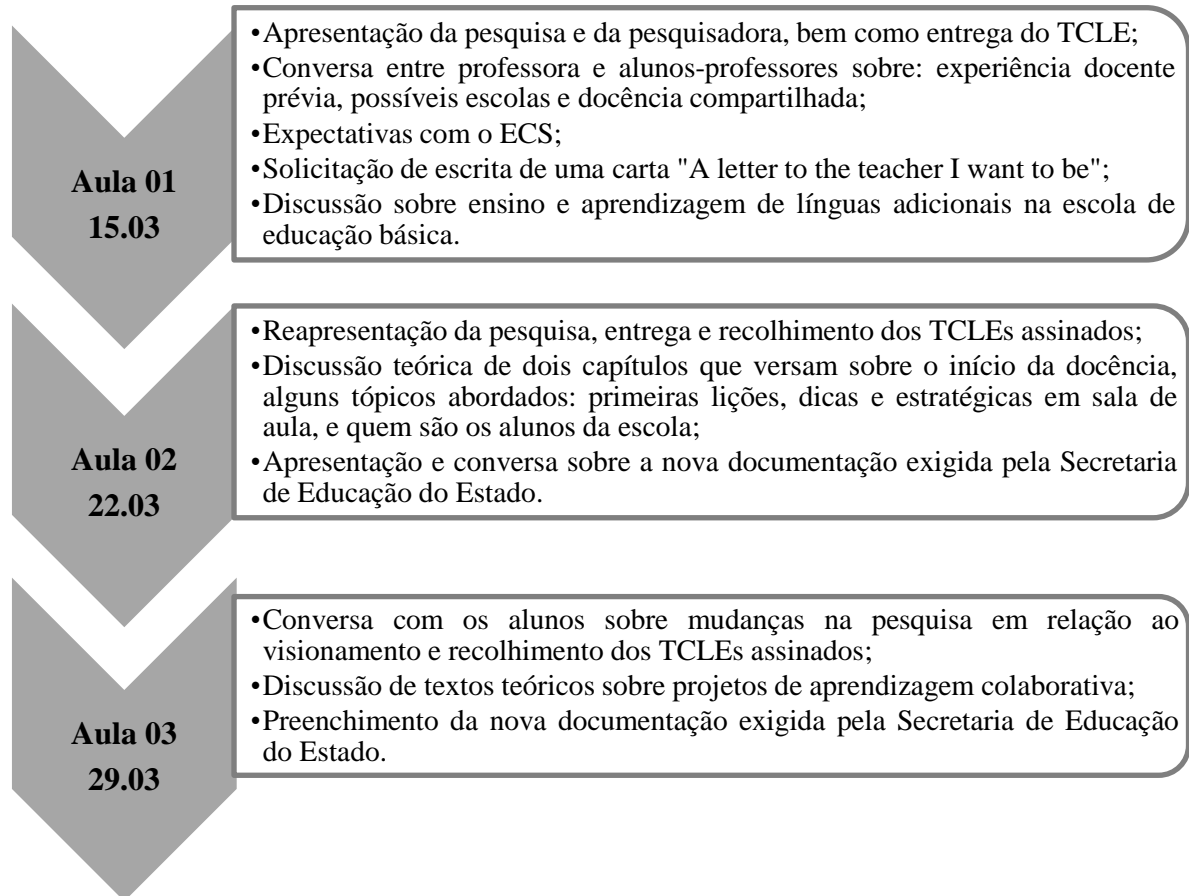 •Apresentação da pesquisa e da pesquisadora, bem como entrega do TCLE;
•Conversa entre professora e alunos-professores sobre: experiência docente
prévia, possíveis escolas e docência compartilhada;
•Expectativas com o ECS;
•Solicitação de escrita de uma carta "A letter to the teacher I want to be";
•Discussão sobre ensino e aprendizagem de línguas adicionais na escola de
educação básica.
Aula 01
15.03
•Reapresentação da pesquisa, entrega e recolhimento dos TCLEs assinados;
•Discussão teórica de dois capítulos que versam sobre o início da docência,
alguns tópicos abordados: primeiras lições, dicas e estratégicas em sala de
aula, e quem são os alunos da escola;
•Apresentação e conversa sobre a nova documentação exigida pela Secretaria
de Educação do Estado.
Aula 02
22.03
•Conversa com os alunos sobre mudanças na pesquisa em relação ao
visionamento e recolhimento dos TCLEs assinados;
•Discussão de textos teóricos sobre projetos de aprendizagem colaborativa;
•Preenchimento da nova documentação exigida pela Secretaria de Educação
do Estado.
Aula 03
29.03